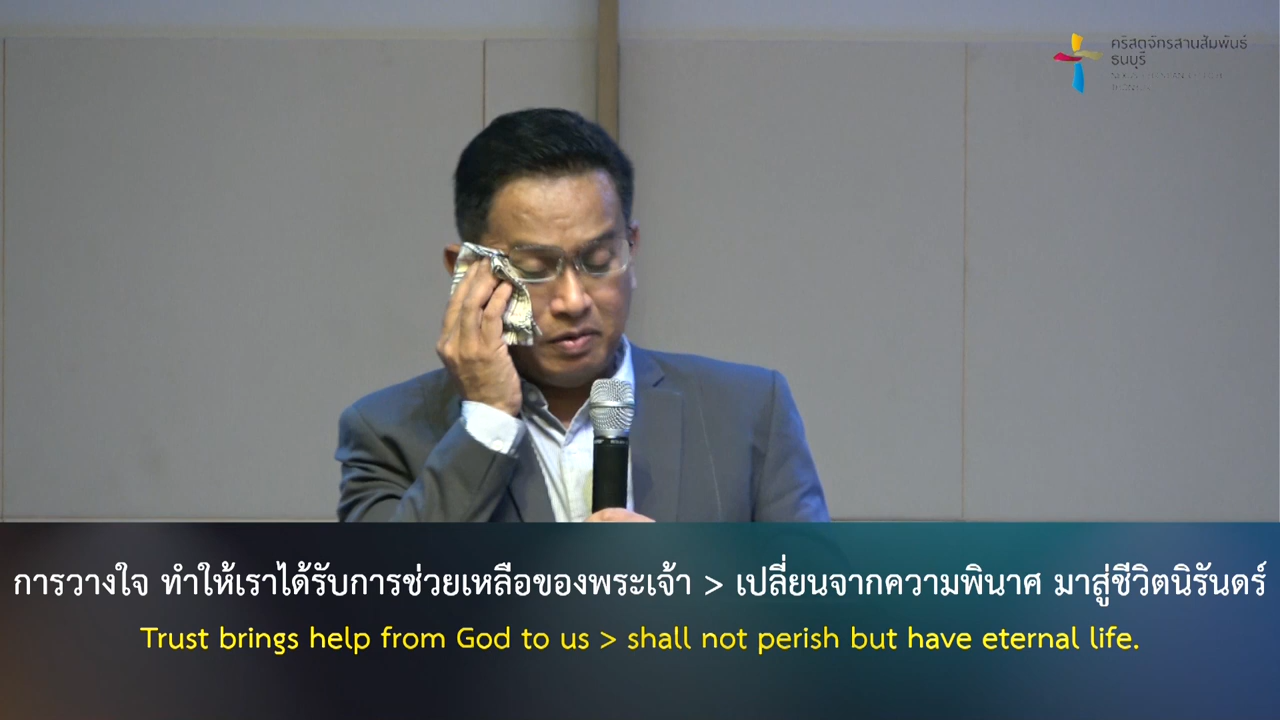 คริสตจักรสานสัมพันธ์
ธนบุรี
การวางใจ ทำให้เราได้รับการช่วยเหลือของพระเจ้า > เปลี่ยนจากความพินาศ มาสู่ชีวิตนิรันดร์
Trust brings help from God to us > shall not perish but have eternal life.